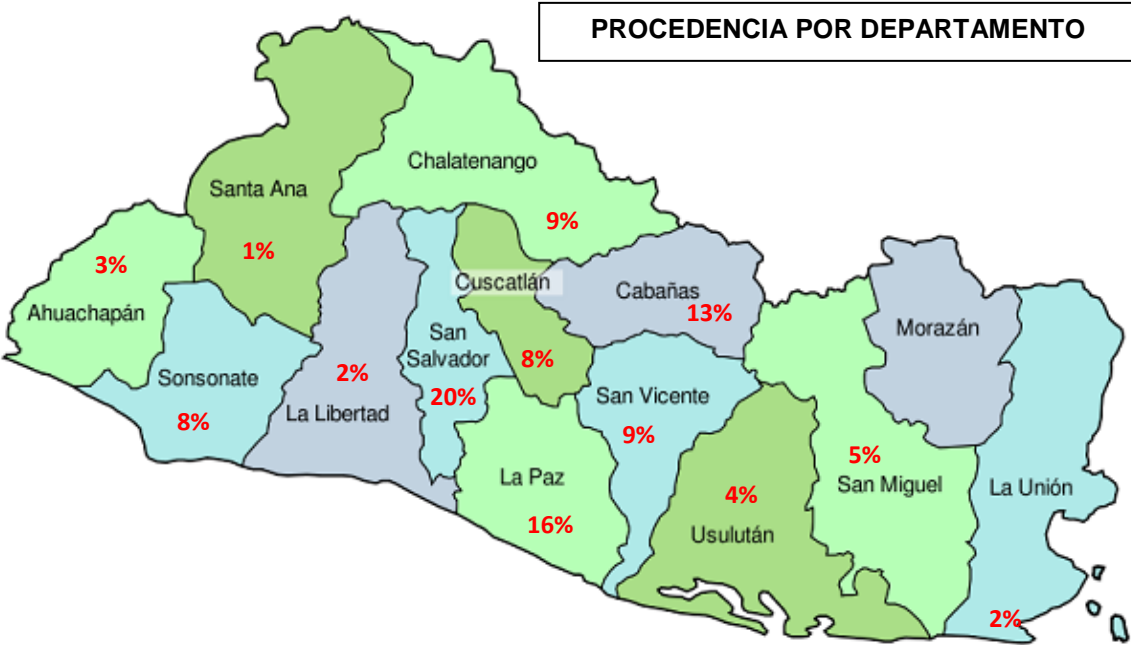 PROCEDENCIA POR DEPARTAMENTO
Chalatenango
9%
Santa Ana
1%
3%
Ahuachapán
Cuscatlán
8%
Cabañas
13%
Morazán
San
Salvador
20%
Sonsonate
8%
2%
La Libertad
San Vicente
9%
La Paz
16%
4%
Usulután
5%
San Miguel
La Unión
2%